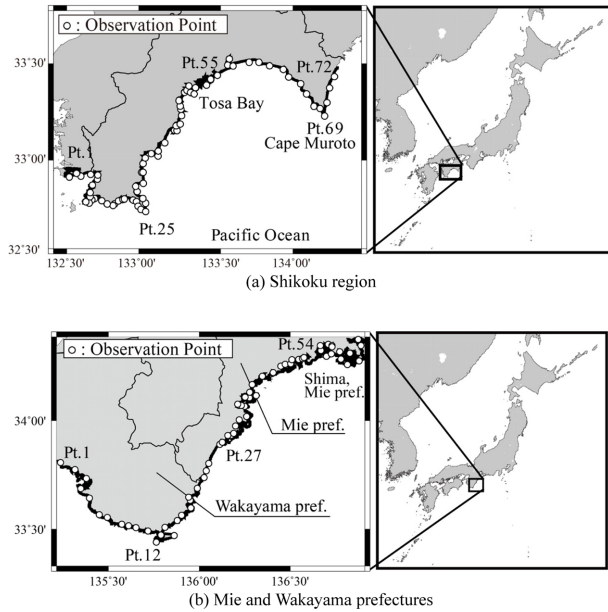 ○ : Observation Point
33°30'
33°00'
32°30'
Pt.55
Pt.72
Tosa Bay
Pt.69
Cape Muroto
Pt.1
Pt.25
Pacific Ocean
132°30' 133°00' 133°30' 134°00'
(a) Shikoku region
○ : Observation Point
Pt.54
Shima,
Mie pref.
34°00'
Mie pref.
Pt.1
Pt.27
Wakayama pref.
33°30'
Pt.12
135°30' 136°00' 136°30'
(b) Mie and Wakayama prefectures